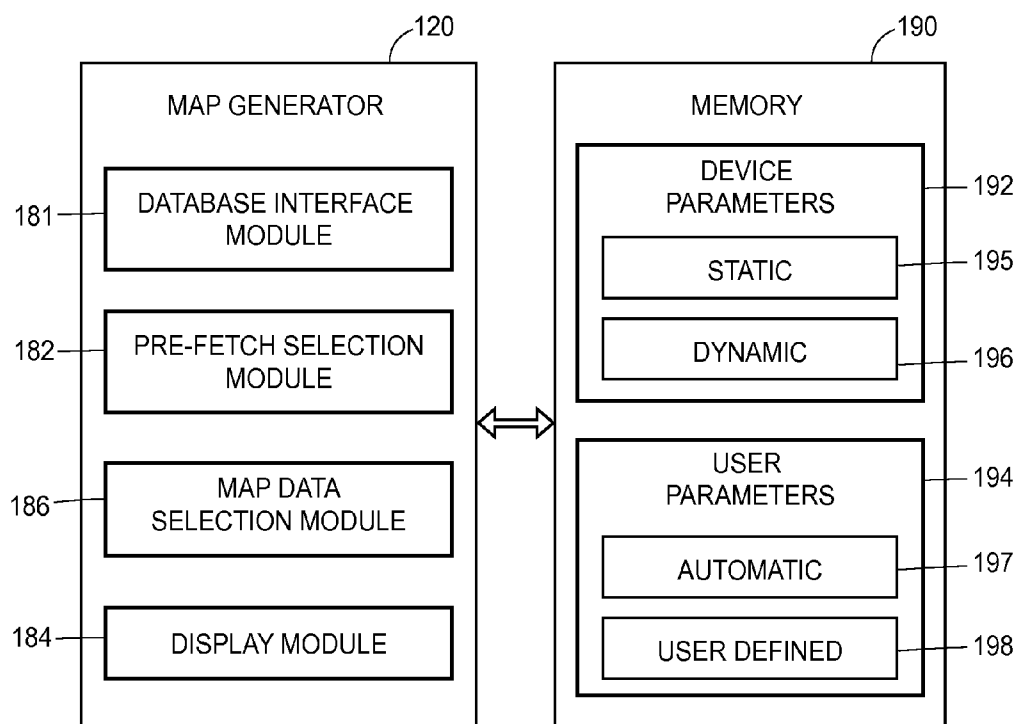 120
MAP GENERATOR
181
DATABASE INTERFACE
MODULE
182
PRE-FETCH SELECTION
MODULE
186
MAP DATA
SELECTION MODULE
184
DISPLAY MODULE
190
MEMORY
DEVICE
PARAMETERS
192
STATIC
195
DYNAMIC
196
USER
PARAMETERS
194
AUTOMATIC
197
USER DEFINED
198